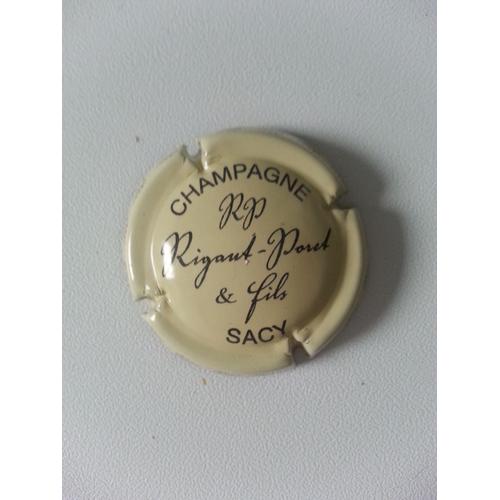 CHAMPAGNE
RP
Rigaut-Poret
& fils
SACY